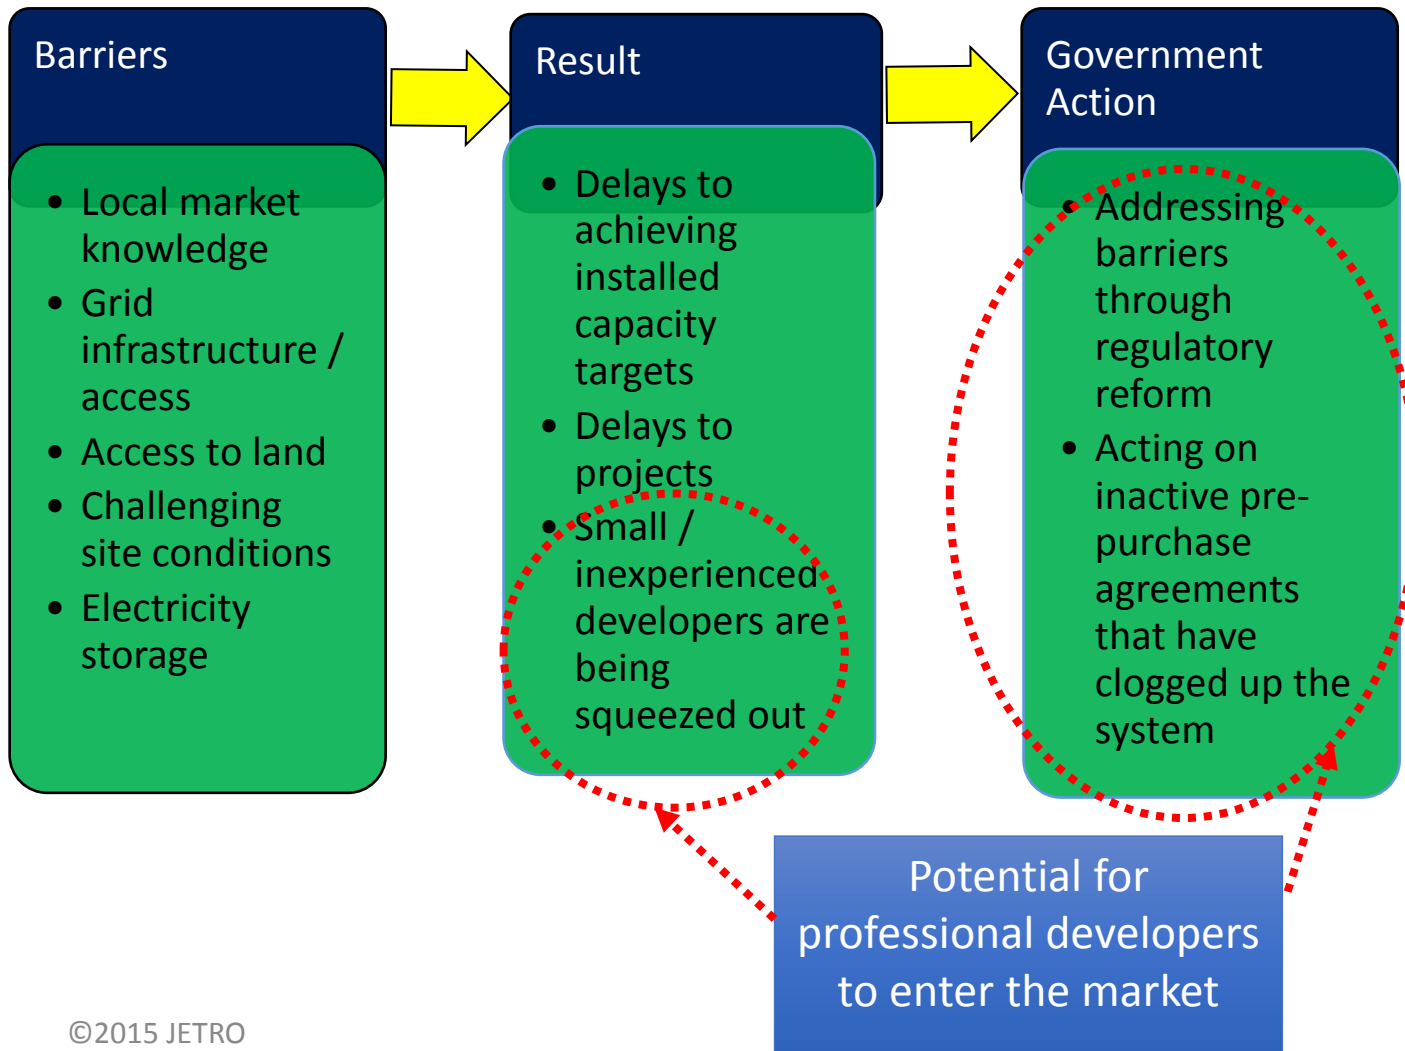 Barriers
• Local market
knowledge
• Grid
infrastructure /
access
• Access to land
• Challenging
site conditions
• Electricity
storage
Result
• Delays to
achieving
installed
capacity
targets
• Delays to
projects
• Small /
inexperienced
developers are
being
squeezed out
Government
Action
• Addressing
barriers
through
regulatory
reform
• Acting on
inactive pre-
purchase
agreements
that have
clogged up the
system
Potential for
professional developers
to enter the market
©2015 JETRO